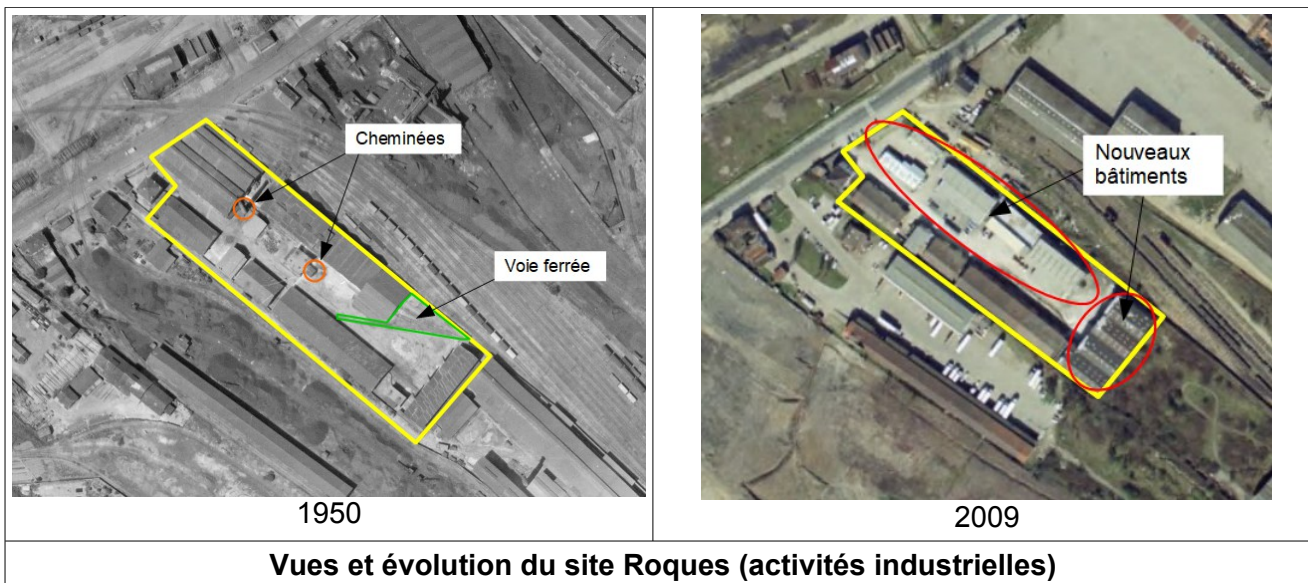 Cheminées
Voie ferrée
1950
Nouveaux
bâtiments
2009
Vues et évolution du site Roques (activités industrielles)